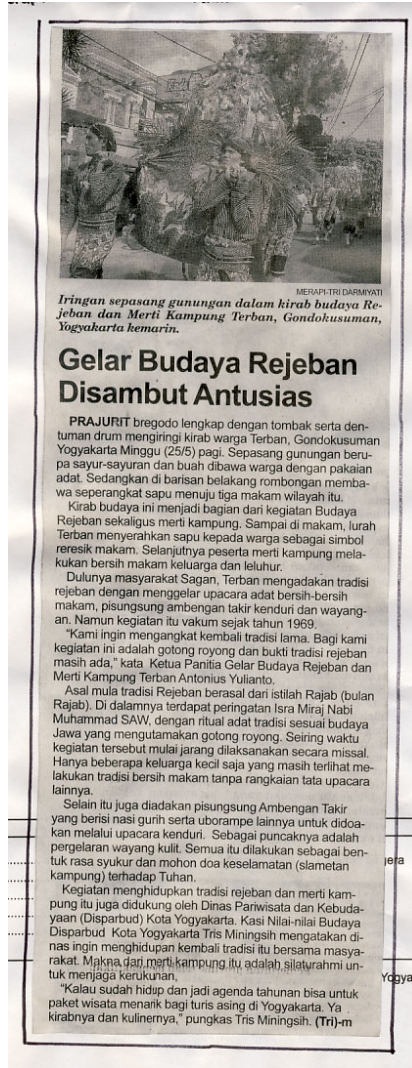 MERAPI-TRI DARMIYATI
Iringan sepasang gunungan dalam kirab budaya Re-
jeban dan Merti Kampung Terban, Gondokusuman,
Yogyakarta kemarin.
Gelar Budaya Rejeban
Disambut Antusias
PRAJURIT bregodo lengkap dengan tombak serta den-
tuman drum mengiringi kirab warga Terban, Gondokusuman
Yogyakarta Minggu (25/5) pagi. Sepasang gunungan beru-
pa sayur-sayuran dan buah dibawa warga dengan pakaian
adat. Sedangkan di barisan belakang rombongan memba-
wa seperangkat sapu menuju tiga makam wilayah itu.
Kirab budaya ini menjadi bagian dari kegiatan Budaya
Rejeban sekaligus merti kampung. Sampai di makam, lurah
Terban menyerahkan sapu kepada warga sebagai simbol
reresik makam. Selanjutnya peserta merti kampung mela-
kukan bersih makam keluarga dan leluhur.
Dulunya masyarakat Sagan, Terban mengadakan tradisi
rejeban dengan menggelar upacara adat bersih-bersih
makam, pisungsung ambengan takir kenduri dan wayang-
an. Namun kegiatan itu vakum sejak tahun 1969.
"Kami ingin mengangkat kembali tradisi lama. Bagi kami
kegiatan ini adalah gotong royong dan bukti tradisi rejeban
masih ada," kata Ketua Panitia Gelar Budaya Rejeban dan
Merti Kampung Terban Antonius Yulianto.
Asal mula tradisi Rejeban berasal dari istilah Rajab (bulan
Rajab). Di dalamnya terdapat peringatan Isra Miraj Nabi
Muhammad SAW, dengan ritual adat tradisi sesuai budaya
Jawa yang mengutamakan gotong royong. Seiring waktu
kegiatan tersebut mulai jarang dilaksanakan secara missal.
Hanya beberapa keluarga kecil saja yang masih terlihat me-
lakukan tradisi bersih makam tanpa rangkaian tata upacara
lainnya.
Selain itu juga diadakan pisungsung Ambengan Takir
yang berisi nasi gurih serta uborampe lainnya untuk didoa-
kan melalui upacara kenduri. Sebagai puncaknya adalah
pergelaran wayang kulit. Semua itu dilakukan sebagai ben-
tuk rasa syukur dan mohon doa keselamatan (slametan
kampung) terhadap Tuhan.
Kegiatan menghidupkan tradisi rejeban dan merti kam-
pung itu juga didukung oleh Dinas Pariwisata dan Kebuda-
yaan (Disparbud) Kota Yogyakarta. Kasi Nilai-nilai Budaya
Disparbud Kota Yogyakarta Tris Miningsih mengatakan di-
nas ingin menghidupan kembali tradisi itu bersama masya-
rakat. Makna dari merti kampung itu adalah silaturahmi un-
tuk menjaga kerukunan,
"Kalau sudah hidup dan jadi agenda tahunan bisa untuk
paket wisata menarik bagi turis asing di Yogyakarta. Ya
kirabnya dan kulinernya," pungkas Tris Miningsih. (Tri)-m